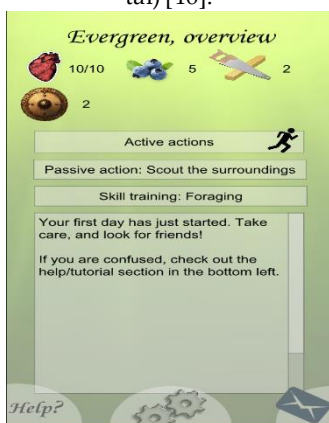 tal) [10].
Evergreen, overview
10/10 5 2
2
Active actions
Passive action: Scout the surroundings
Skill training: Foraging
Your first day has just started. Take
care, and look for friends!
If you are confused, check out the
help/tutorial section in the bottom left.
Help?